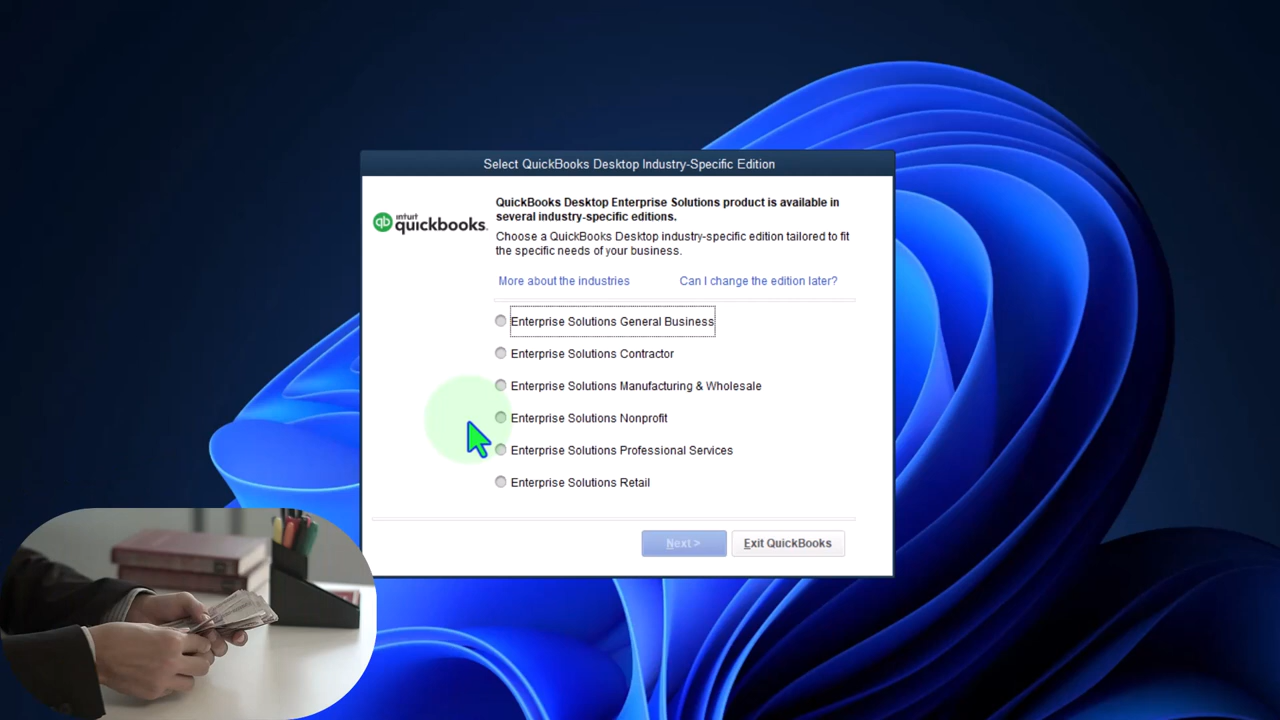 Select QuickBooks Desktop Industry-Specific Edition
intuit
quickbooks.
qb
QuickBooks Desktop Enterprise Solutions product is available in
several industry-specific editions.
Choose a QuickBooks Desktop industry-specific edition tailored to fit
the specific needs of your business.
More about the industries
Can I change the edition later?
Enterprise Solutions General Business
Enterprise Solutions Contractor
Enterprise Solutions Manufacturing & Wholesale
Enterprise Solutions Nonprofit
Enterprise Solutions Professional Services
Enterprise Solutions Retail
Next >
Exit QuickBooks